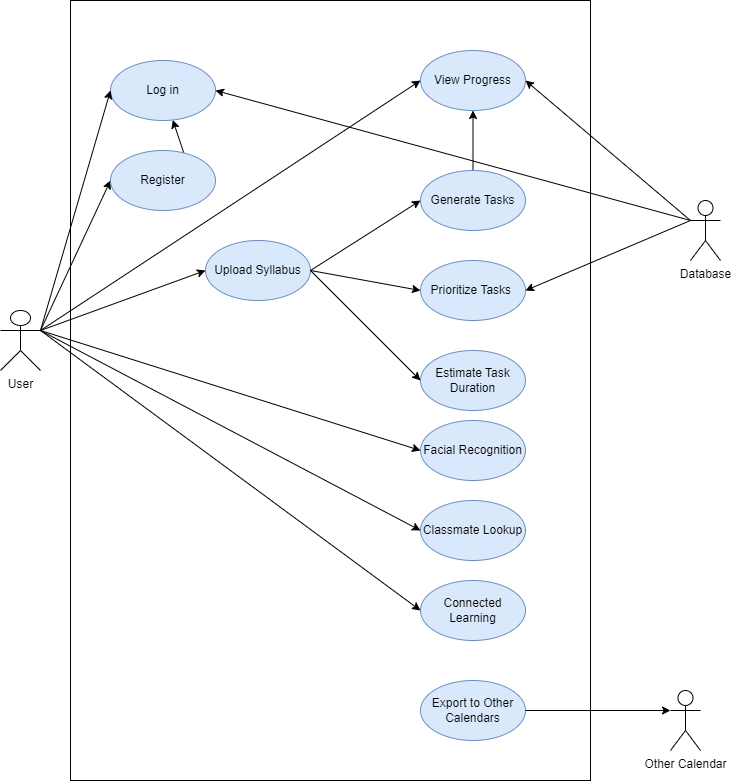 Log in
View Progress
Register
Generate Tasks
Upload Syllabus
Database
Prioritize Tasks
User
Estimate Task
Duration
Facial Recognition
Classmate Lookup
Connected
Learning
Export to Other
Calendars
Other Calendar